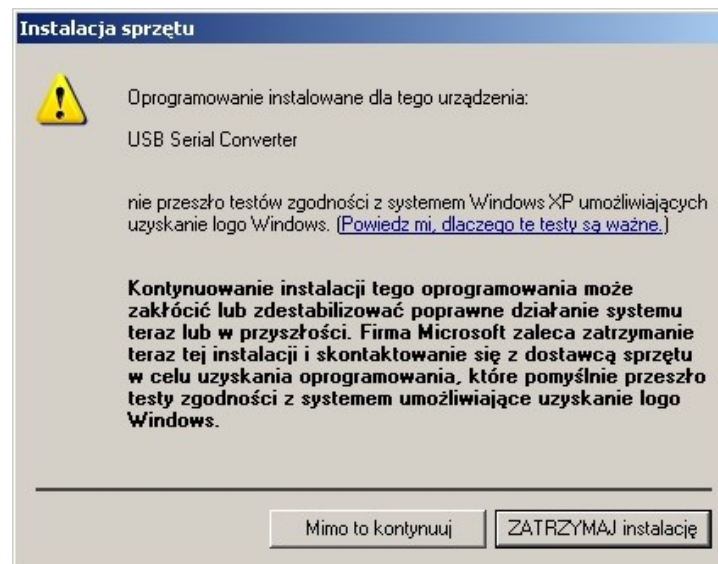 Instalacja sprzętu
Oprogramowanie instalowane dla tego urządzenia:
USB Serial Converter
nie przeszło testów zgodności z systemem Windows XP umożliwiających
uzyskanie logo Windows. (Powiedz mi, dlaczego te testy są ważne.)
Kontynuowanie instalacji tego oprogramowania może
zakłócić lub zdestabilizować poprawne działanie systemu
teraz lub w przyszłości. Firma Microsoft zaleca zatrzymanie
teraz tej instalacji i skontaktowanie się z dostawcą sprzętu
w celu uzyskania oprogramowania, które pomyślnie przeszło
testy zgodności z systemem umożliwiające uzyskanie logo
Windows.
Mimo to kontynuuj
ZATRZYMAJ instalację